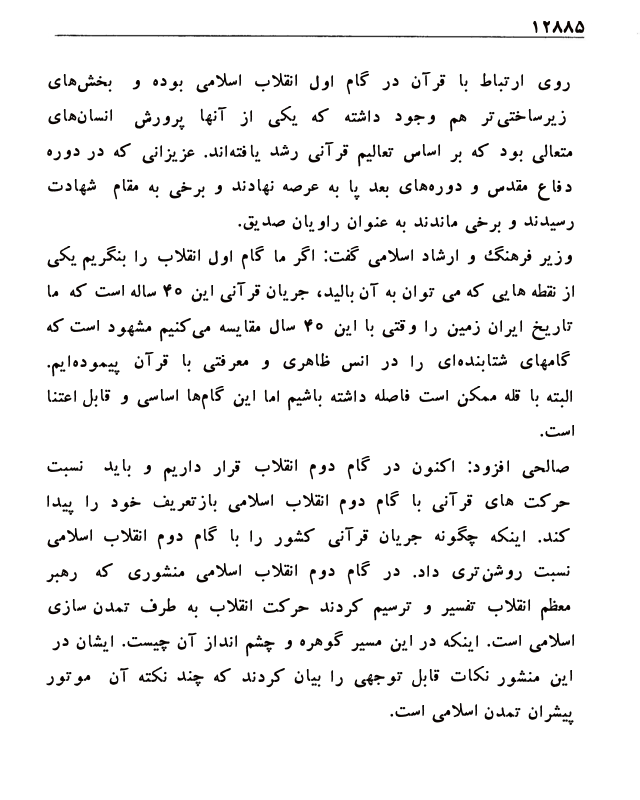 ۱۲۸۸۵
روی ارتباط با قرآن در گام اول انقلاب اسلامی بوده و بخش‌های
زیرساختی‌تر هم وجود داشته که یکی از آنها پرورش انسان‌های
متعالی بود که بر اساس تعالیم قرآنی رشد یافته‌اند. عزیزانی که در دوره
دفاع مقدس و دوره‌های بعد پا به عرصه نهادند و برخی به مقام شهادت
رسیدند و برخی ماندند به عنوان راویان صدیق.
وزیر فرهنگ و ارشاد اسلامی گفت: اگر ما گام اول انقلاب را بنگریم یکی
از نقطه هایی که می توان به آن بالید، جریان قرآنی این ۴۰ ساله است که ما
تاریخ ایران زمین را وقتی با این ۴۰ سال مقایسه می‌کنیم مشهود است که
گامهای شتابنده‌ای را در انس ظاهری و معرفتی با قرآن پیموده‌ایم.
البته با قله ممکن است فاصله داشته باشیم اما این گام‌ها اساسی و قابل اعتنا
است.
صالحی افزود: اکنون در گام دوم انقلاب قرار داریم و باید نسبت
حرکت های قرآنی با گام دوم انقلاب اسلامی بازتعریف خود را پیدا
کند. اینکه چگونه جریان قرآنی کشور را با گام دوم انقلاب اسلامی
نسبت روشن‌تری داد. در گام دوم انقلاب اسلامی منشوری که رهبر
معظم انقلاب تفسیر و ترسیم کردند حرکت انقلاب به طرف تمدن سازی
اسلامی است. اینکه در این مسیر گوهره و چشم انداز آن چیست. ایشان در
این منشور نکات قابل توجهی را بیان کردند که چند نکته آن موتور
پیشران تمدن اسلامی است.